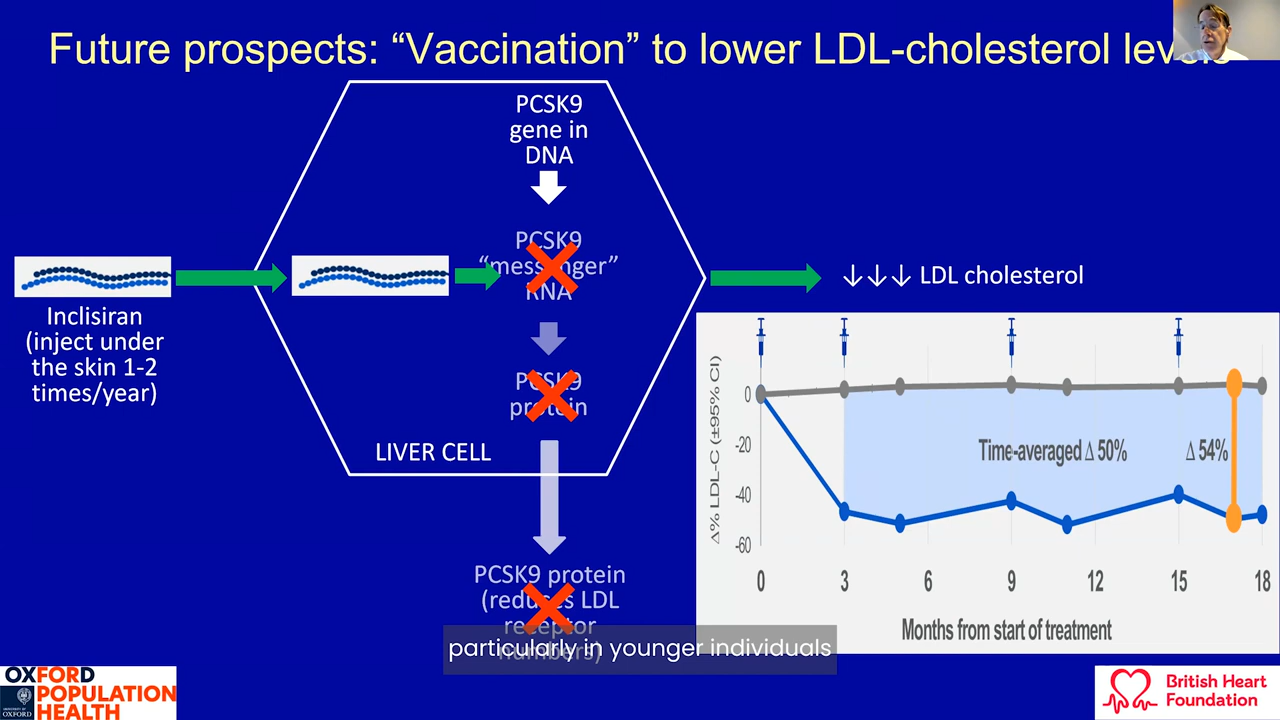 Future prospects: “Vaccination” to lower LDL-cholesterol levels
PCSK9
gene in
DNA
PCSK9
“messenger”
RNA
Inclisiran
(inject under
the skin 1-2
times/year)
↓↓↓ LDL cholesterol
PCSK9
protein
LIVER CELL
PCSK9 protein
(reduces LDL
receptor
numbers)
particularly in younger individuals
Δ% LDL-C (±95% CI)
0
-20
-40
-60
Time-averaged Δ 50%
Δ 54%
0 3 6 9 12 15 18
Months from start of treatment
OXFORD
POPULATION
HEALTH
UNIVERSITY OF
OXFORD
British Heart
Foundation